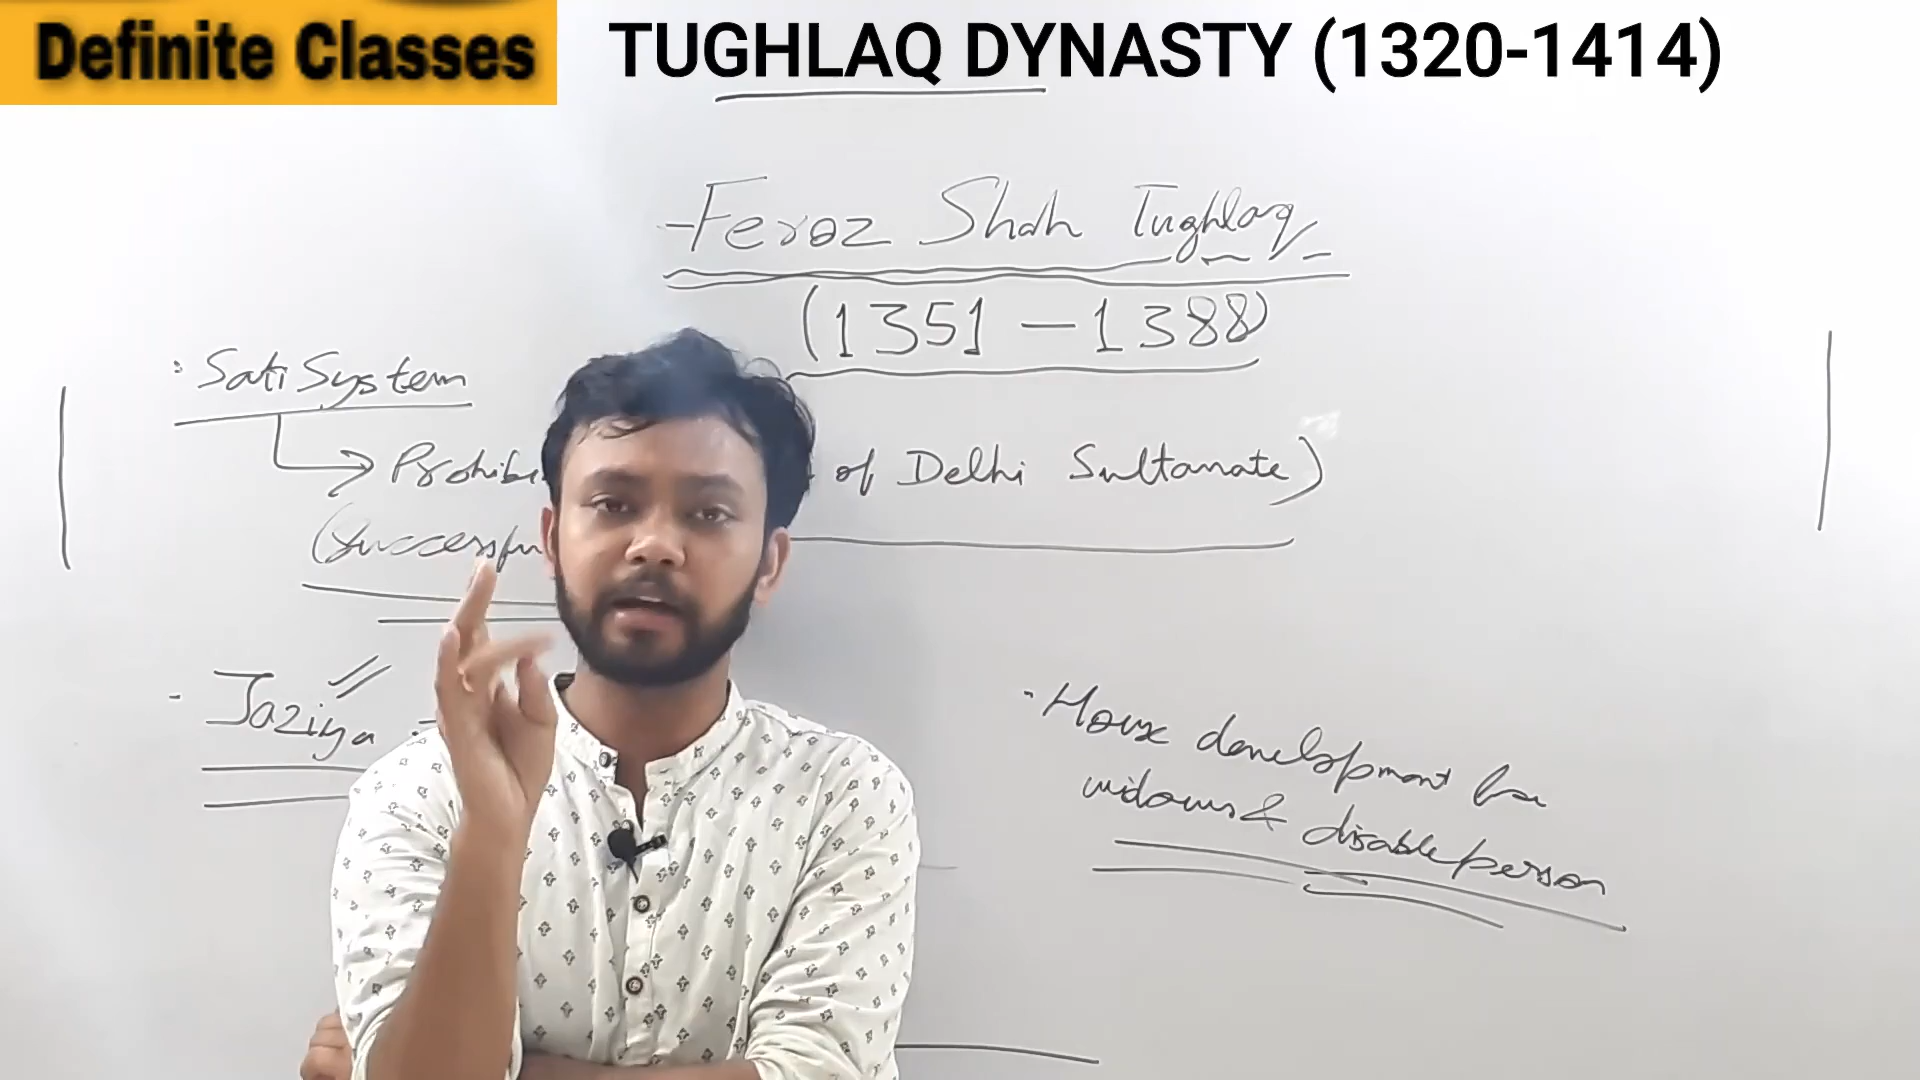 Definite Classes
TUGHLAQ DYNASTY (1320-1414)
-Feroz Shah Tughlaq
(1351-1388)
Sati System
of Delhi Sultanate)
Jaziya
House development for
widows & disable person